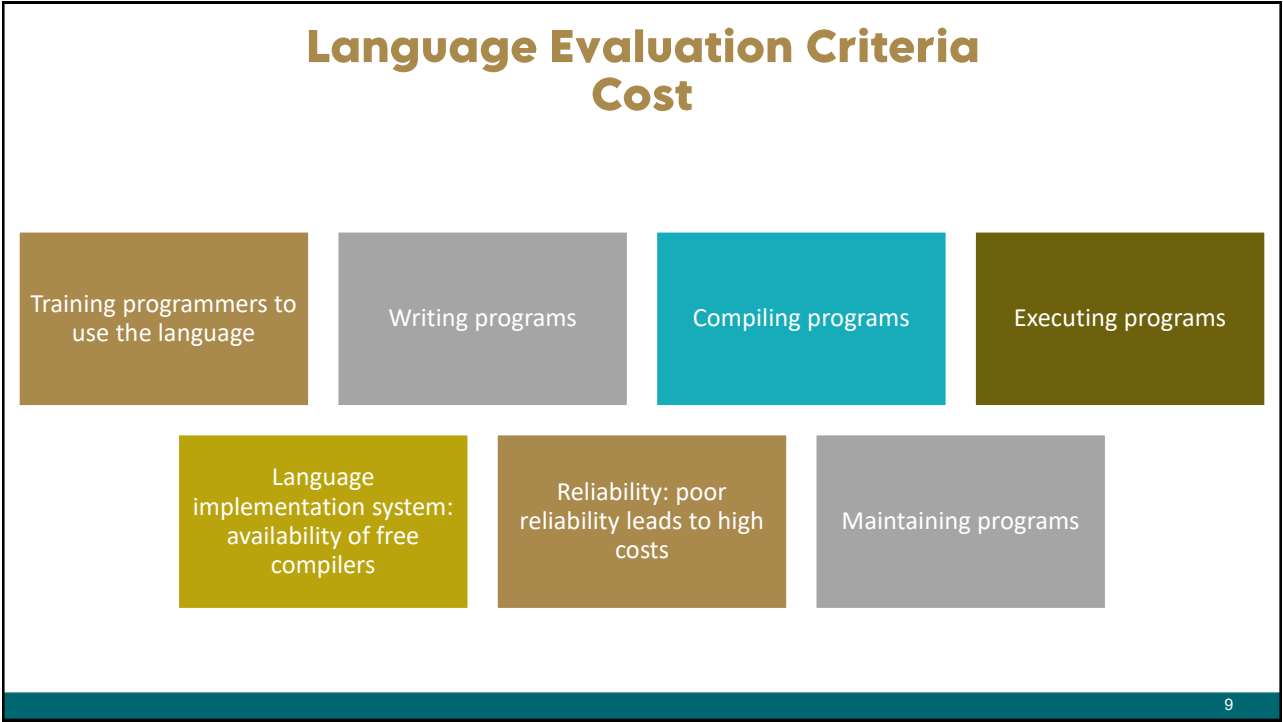 Language Evaluation Criteria
Cost
Training programmers to
use the language
Writing programs
Compiling programs
Executing programs
Language
implementation system:
availability of free
compilers
Reliability: poor
reliability leads to high
costs
Maintaining programs
9